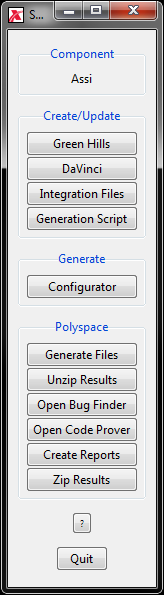 S...
Component
Assi
Create/Update
Green Hills
DaVinci
Integration Files
Generation Script
Generate
Configurator
Polyspace
Generate Files
Unzip Results
Open Bug Finder
Open Code Prover
Create Reports
Zip Results
?
Quit